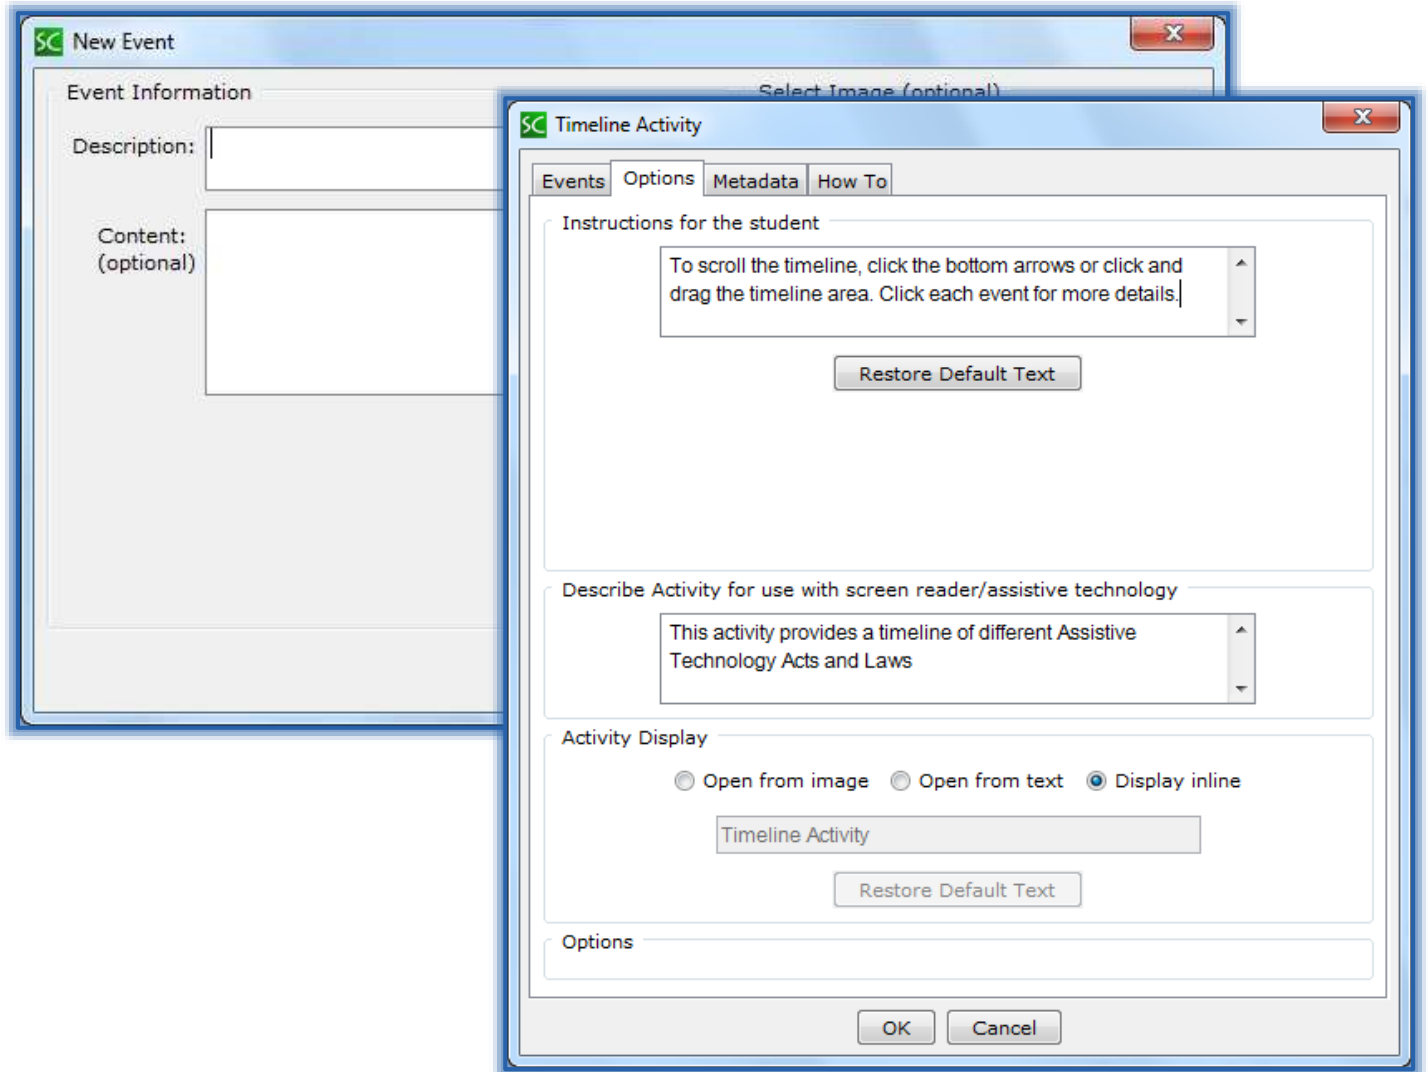 SC New Event
X
Event Information
Select Image (optional)
Description:
Content:
(optional)
SC Timeline Activity
X
Events Options Metadata How To
Instructions for the student
To scroll the timeline, click the bottom arrows or click and
drag the timeline area. Click each event for more details.
Restore Default Text
Describe Activity for use with screen reader/assistive technology
This activity provides a timeline of different Assistive
Technology Acts and Laws
Activity Display
Open from image Open from text Display inline
Timeline Activity
Restore Default Text
Options
OK Cancel